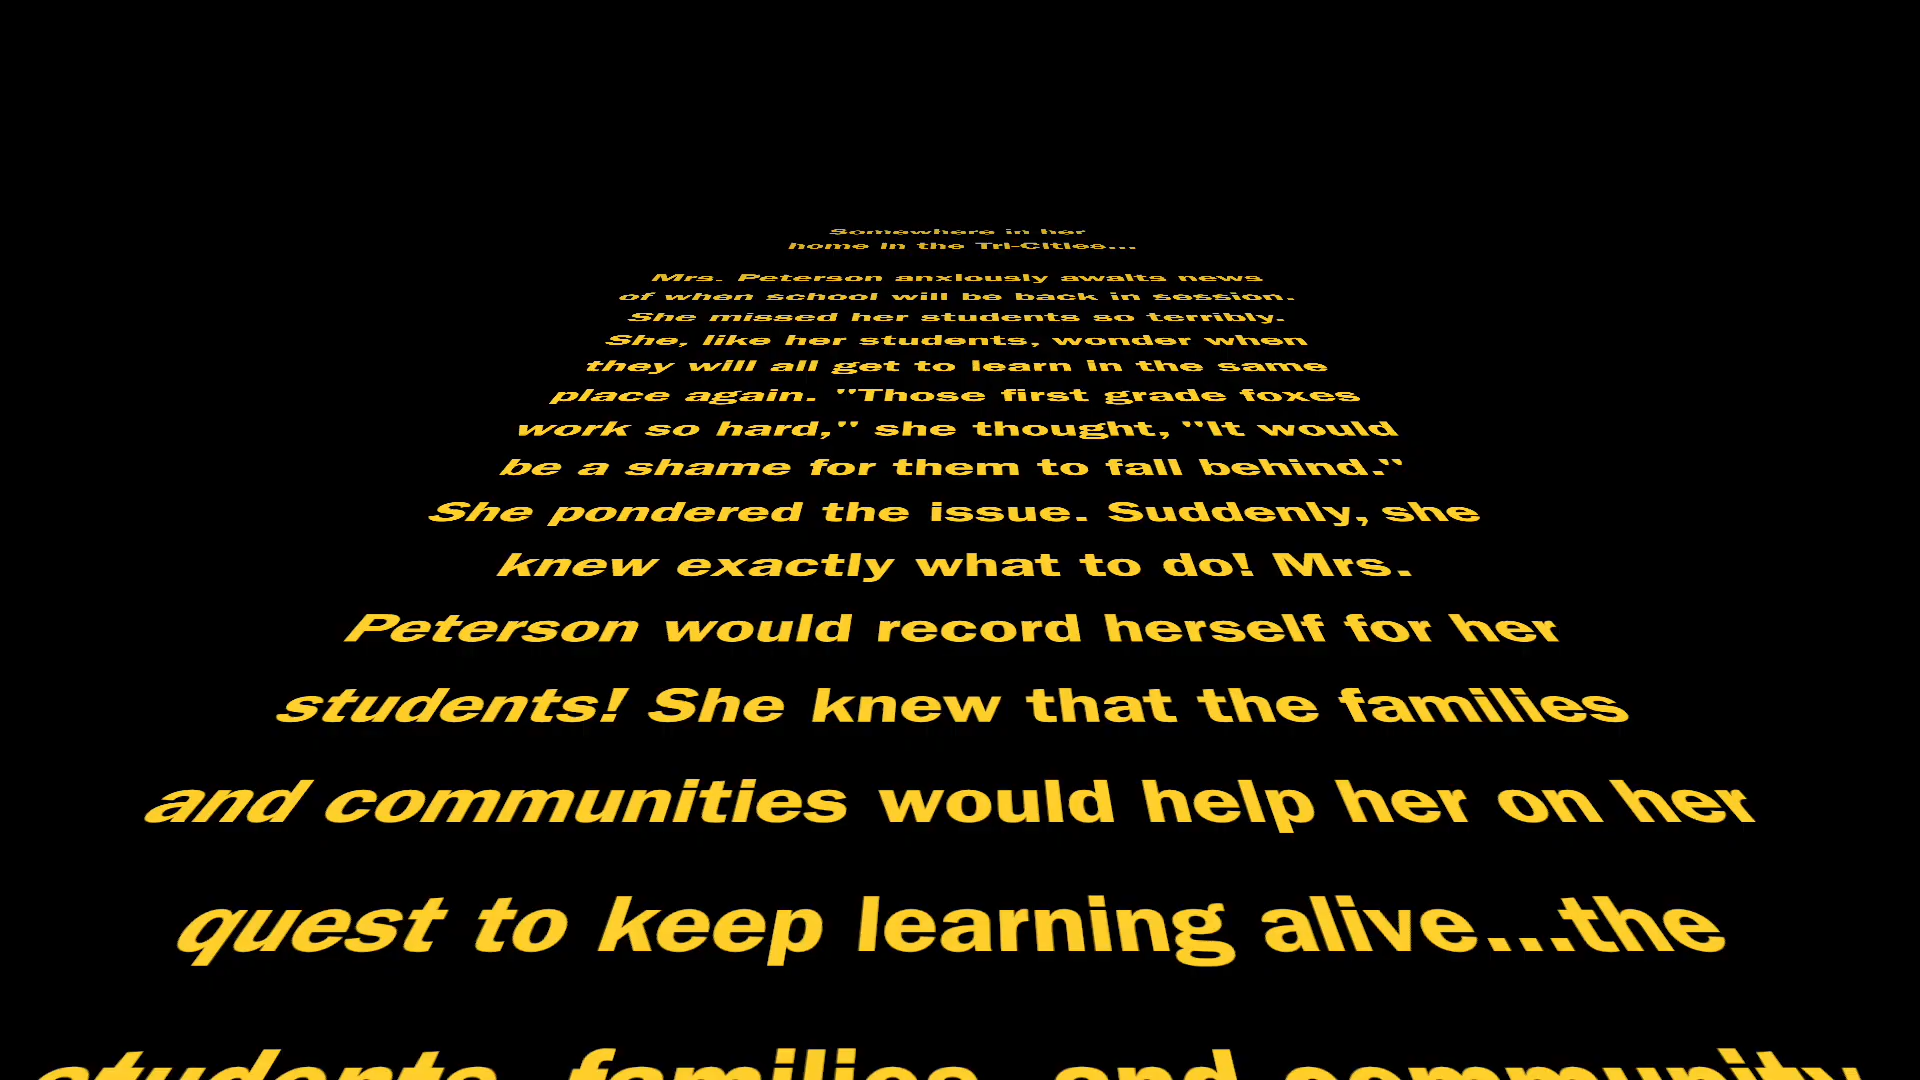 Somewhere in her
home in the Tri-Cities...
Mrs. Peterson anxiously awaits news
of when school will be back in session.
She missed her students so terribly.
She, like her students, wonder when
they will all get to learn in the same
place again. "Those first grade foxes
work so hard," she thought, "It would
be a shame for them to fall behind."
She pondered the issue. Suddenly, she
knew exactly what to do! Mrs.
Peterson would record herself for her
students! She knew that the families
and communities would help her on her
quest to keep learning alive...the
students, families, and community